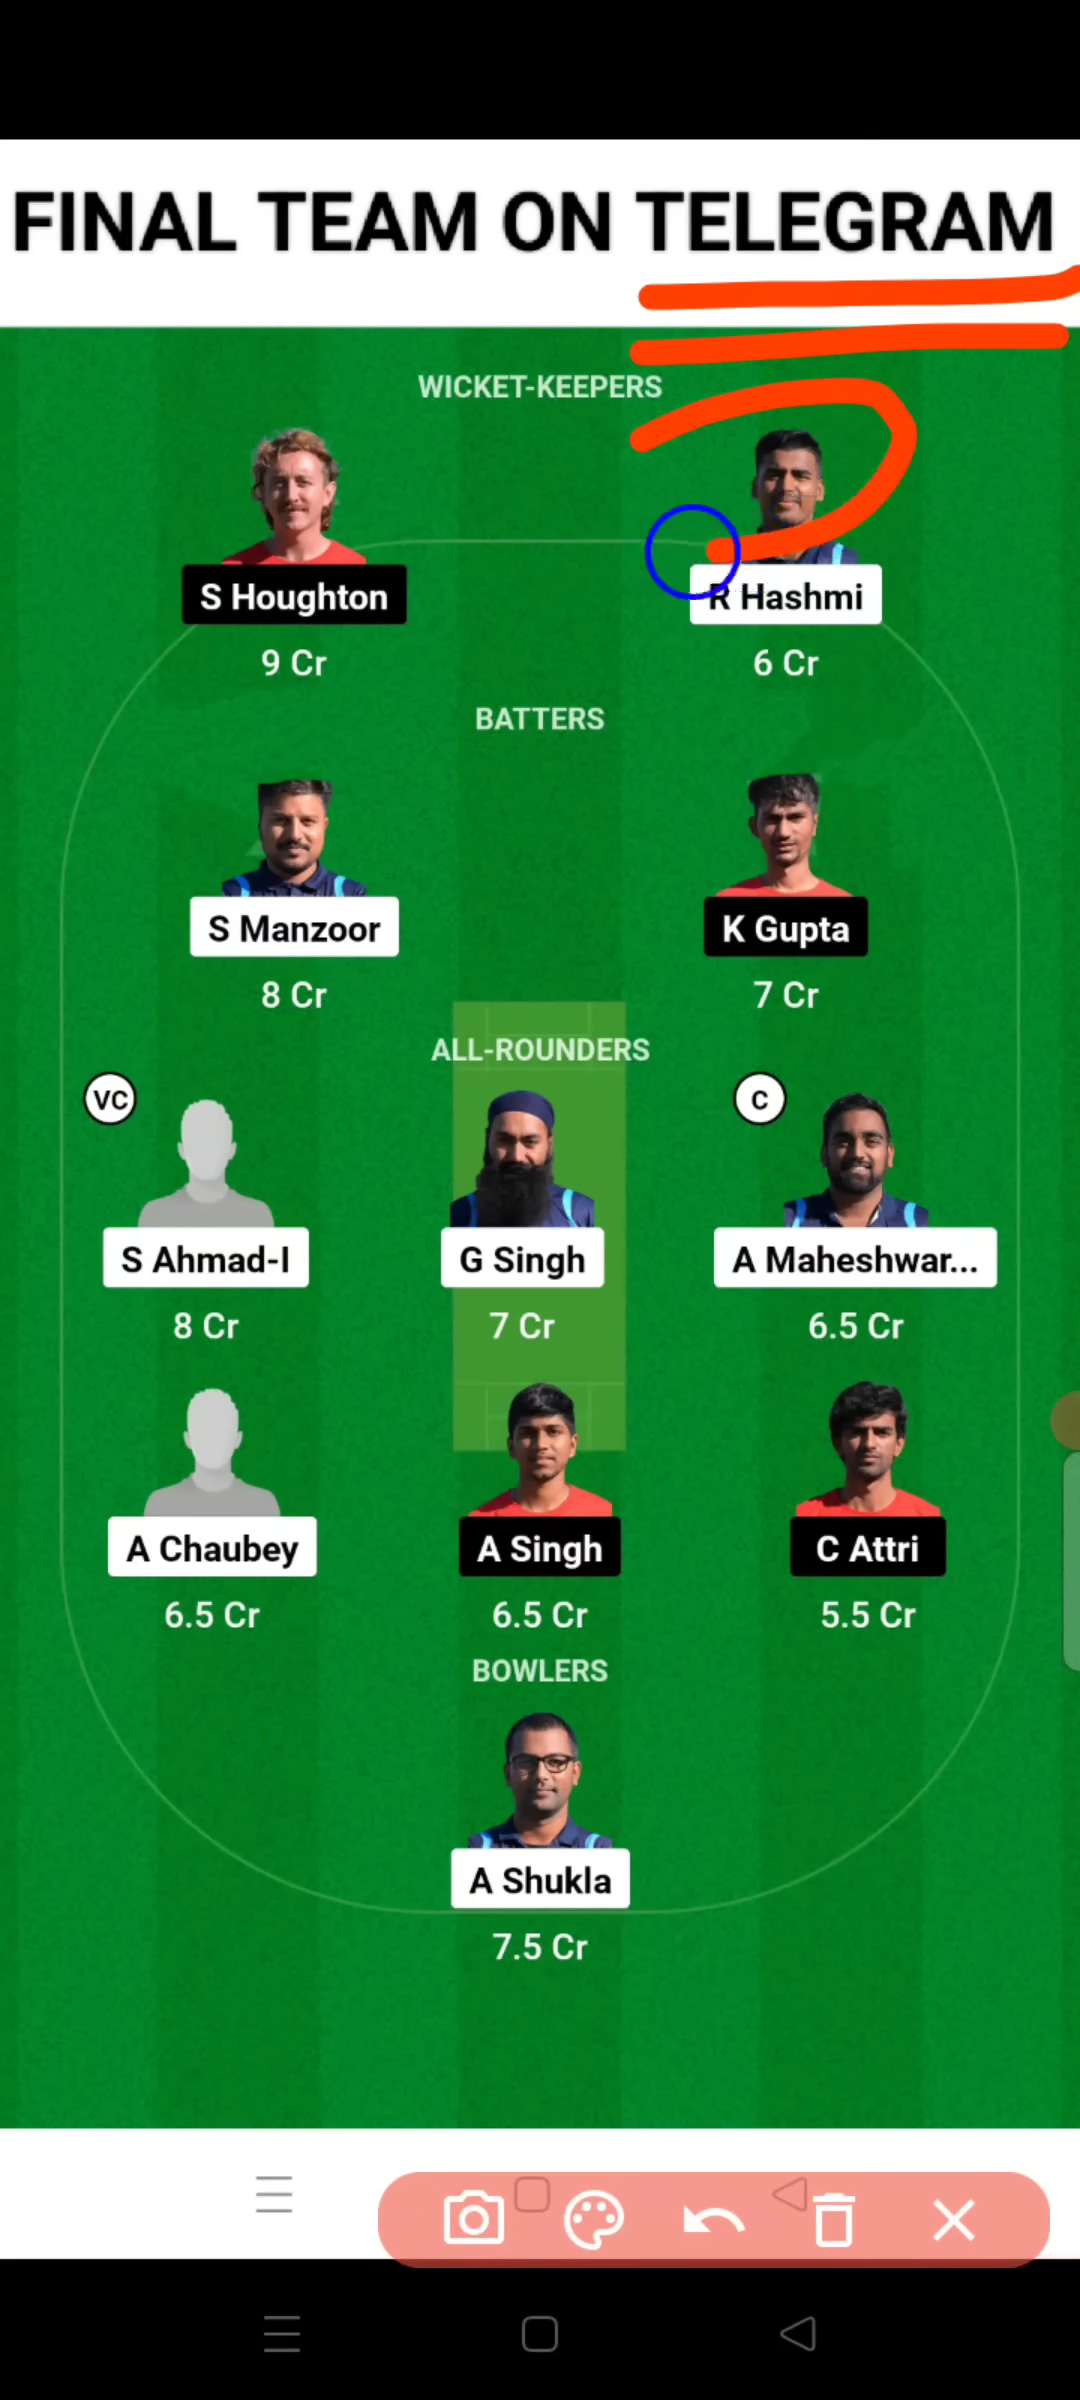 FINAL TEAM ON TELEGRAM
WICKET-KEEPERS
S Houghton
R Hashmi
9 Cr
6 Cr
BATTERS
S Manzoor
K Gupta
8 Cr
7 Cr
ALL-ROUNDERS
VC
C
S Ahmad-I
G Singh
A Maheshwar...
8 Cr
7 Cr
6.5 Cr
A Chaubey
A Singh
C Attri
6.5 Cr
6.5 Cr
5.5 Cr
BOWLERS
A Shukla
7.5 Cr